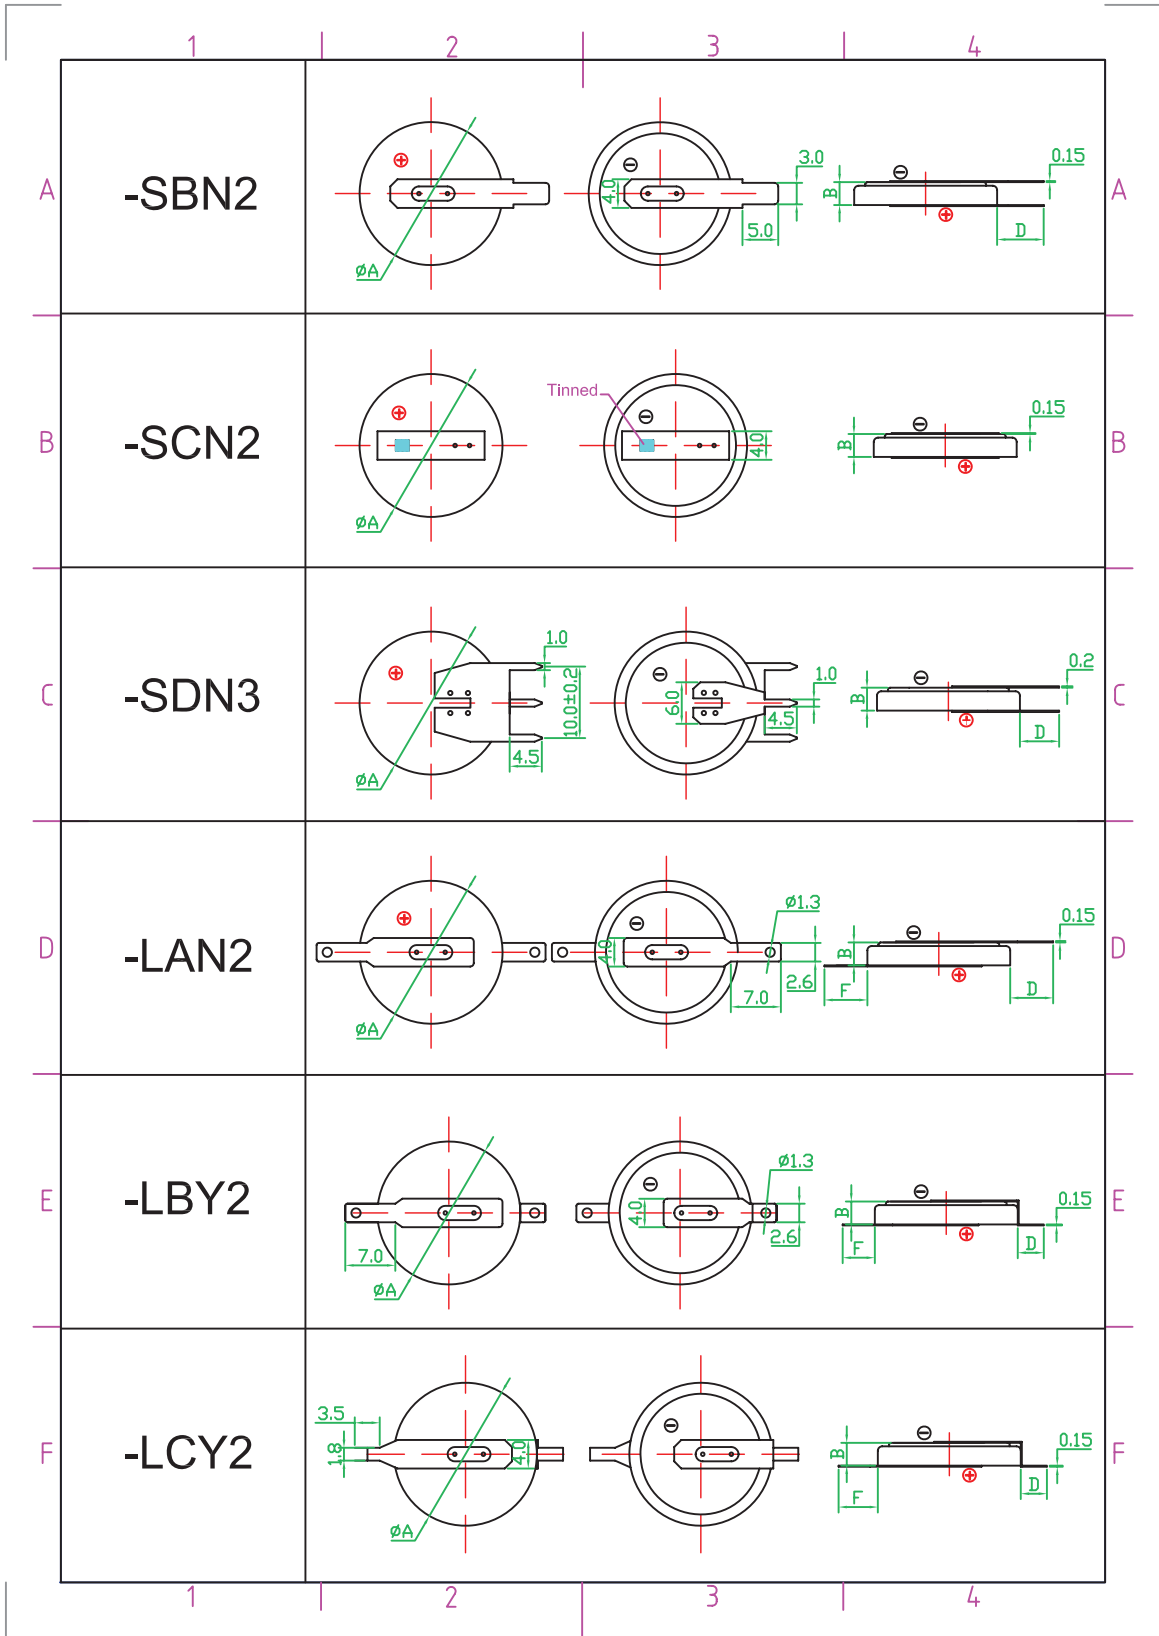 1 2 3 4
A -SBN2 ⊕ ⊖ ⊖ 0.15 A
3.0
4.0 B
⊕
5.0 D
øA
B -SCN2 ⊕ Tinned ⊖ ⊖ 0.15 B
4.0 B
⊕
øA
C -SDN3 ⊕ 1.0 ⊖ 1.0 ⊖ 0.2 C
10.0±0.2 6.0 B
4.5 4.5 ⊕ D
øA
D -LAN2 ⊕ ⊖ ø1.3 ⊖ 0.15 D
4.0 B
⊕
7.0 2.6 F D
øA
E -LBY2 ⊖ ø1.3 ⊖ 0.15 E
4.0 B
⊕
7.0 2.6 F D
øA
F -LCY2 3.5 ⊖ ⊖ 0.15 F
1.8 4.0 B
⊕
F D
øA
1 2 3 4